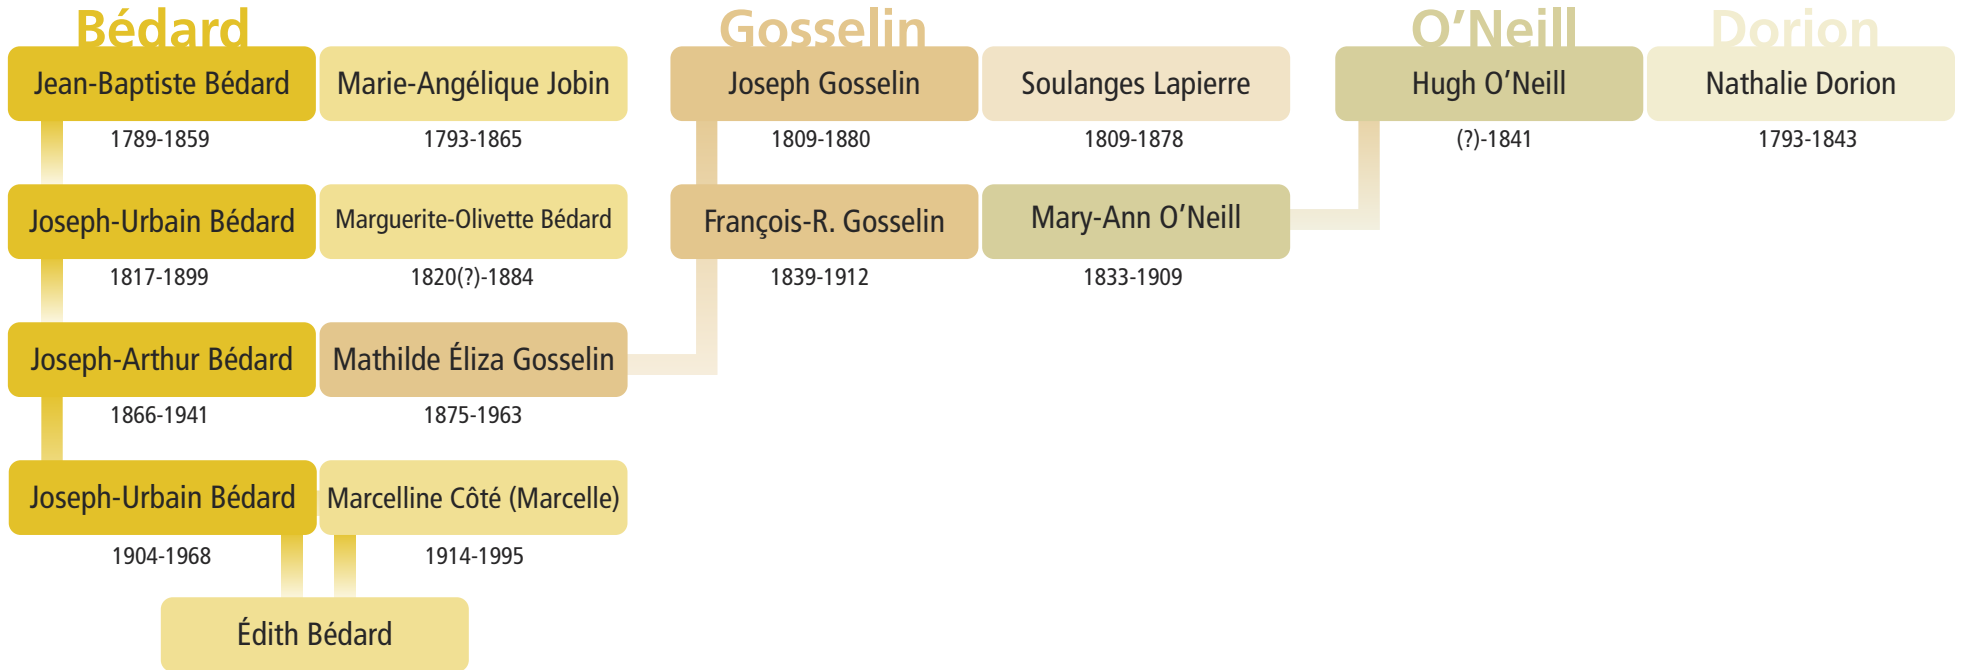 Bédard
Gosselin
O’Neill
Dorion
Jean-Baptiste Bédard
Marie-Angélique Jobin
Joseph Gosselin
Soulanges Lapierre
Hugh O’Neill
Nathalie Dorion
1789-1859
1793-1865
1809-1880
1809-1878
(?)-1841
1793-1843
Joseph-Urbain Bédard
Marguerite-Olivette Bédard
François-R. Gosselin
Mary-Ann O’Neill
1817-1899
1820(?)-1884
1839-1912
1833-1909
Joseph-Arthur Bédard
Mathilde Éliza Gosselin
1866-1941
1875-1963
Joseph-Urbain Bédard
Marcelline Côté (Marcelle)
1904-1968
1914-1995
Édith Bédard